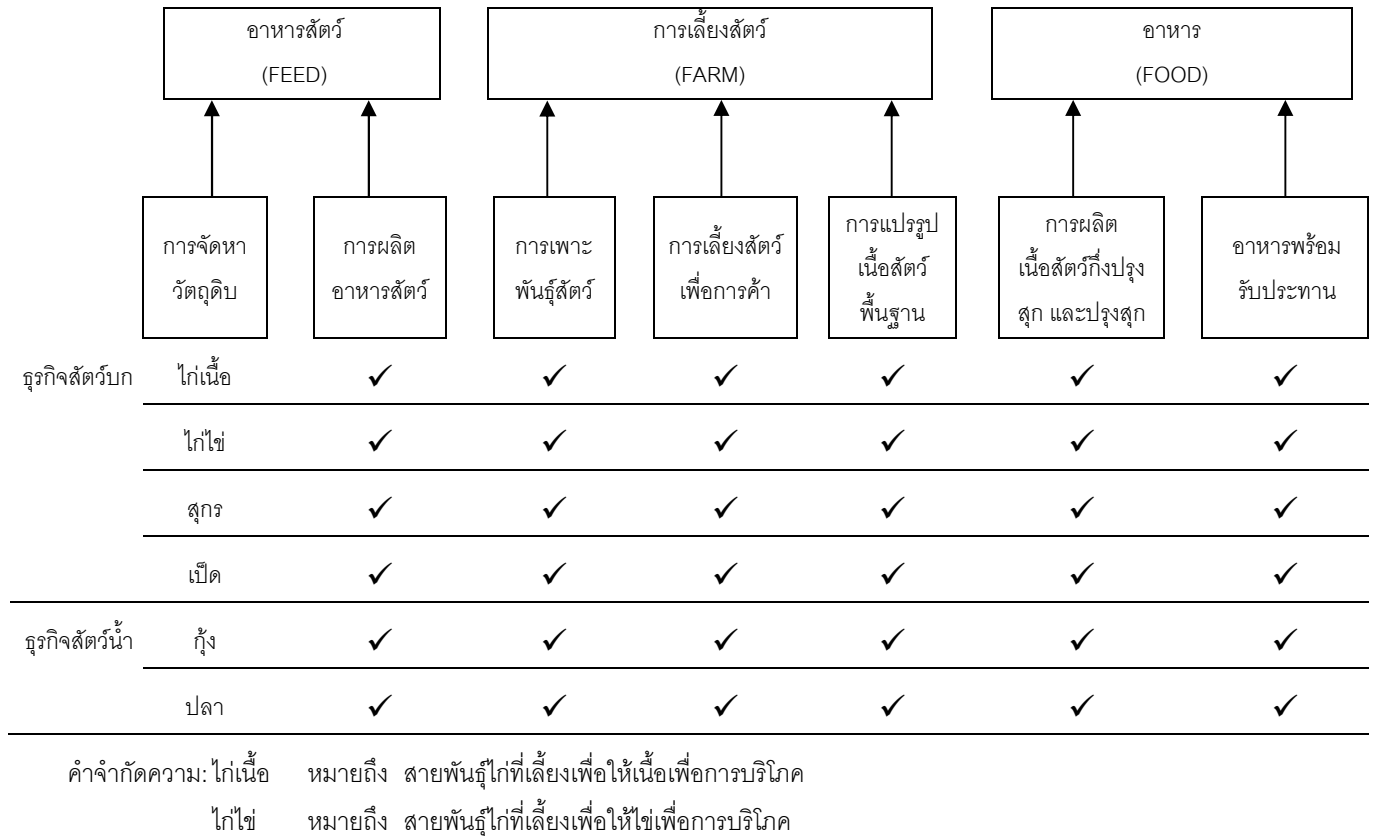 อาหารสัตว์
(FEED)
การเลี้ยงสัตว์
(FARM)
อาหาร
(FOOD)
การจัดหา
วัตถุดิบ
การผลิต
อาหารสัตว์
การเพาะ
พันธุ์สัตว์
การเลี้ยงสัตว์
เพื่อการค้า
การแปรรูป
เนื้อสัตว์
พื้นฐาน
การผลิต
เนื้อสัตว์กึ่งปรุง
สุก และปรุงสุก
อาหารพร้อม
รับประทาน
ธุรกิจสัตว์บก ไก่เนื้อ ✓ ✓ ✓ ✓ ✓ ✓
ไก่ไข่ ✓ ✓ ✓ ✓ ✓ ✓
สุกร ✓ ✓ ✓ ✓ ✓ ✓
เป็ด ✓ ✓ ✓ ✓ ✓ ✓
ธุรกิจสัตว์น้ำ กุ้ง ✓ ✓ ✓ ✓ ✓ ✓
ปลา ✓ ✓ ✓ ✓ ✓ ✓
คำจำกัดความ: ไก่เนื้อ หมายถึง สายพันธุ์ไก่ที่เลี้ยงเพื่อให้เนื้อเพื่อการบริโภค
ไก่ไข่ หมายถึง สายพันธุ์ไก่ที่เลี้ยงเพื่อให้ไข่เพื่อการบริโภค